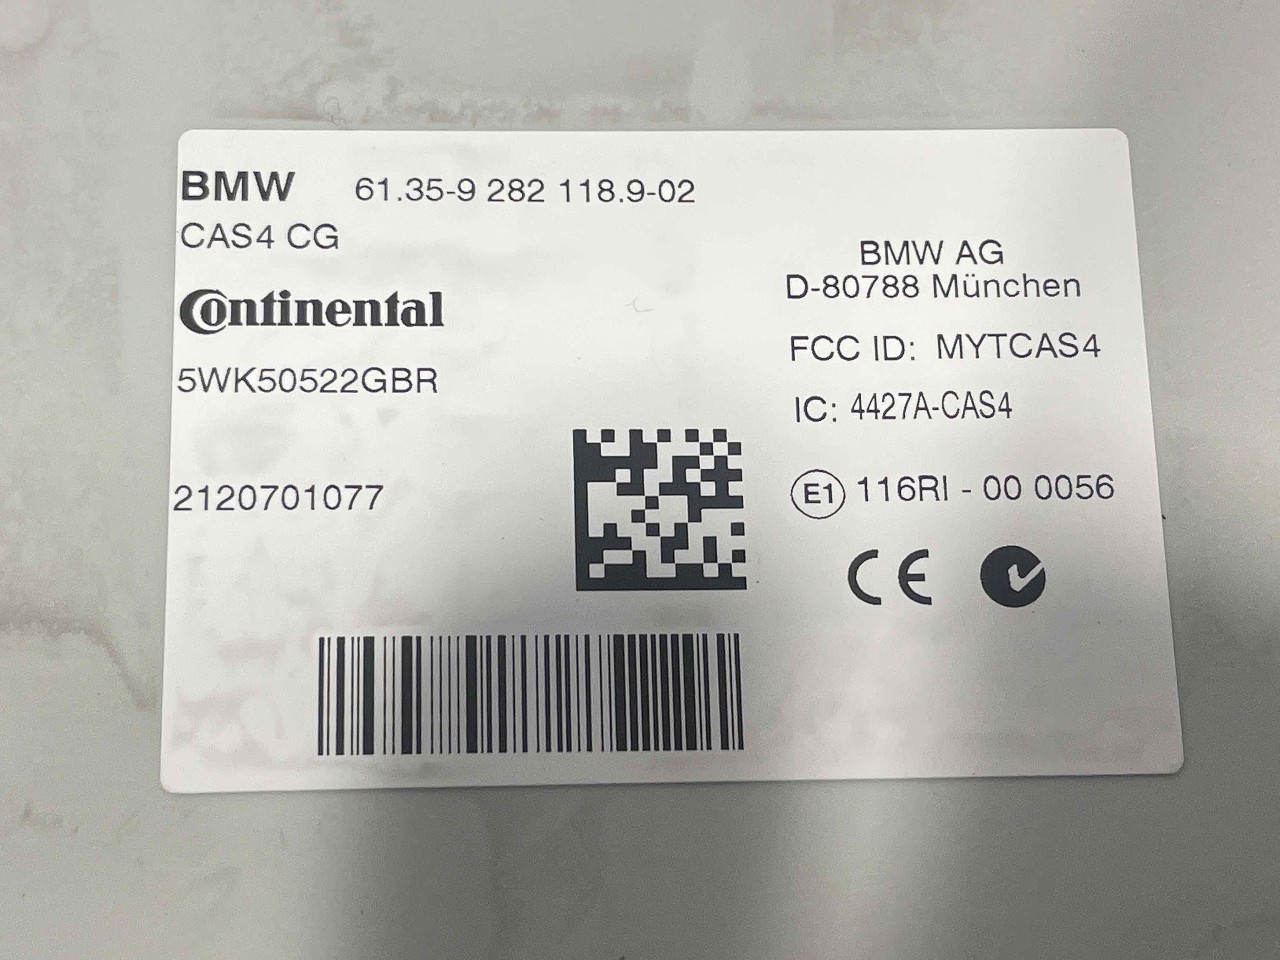 BMW 61.35-9 282 118.9-02
CAS4 CG
Continental
5WK50522GBR
2120701077
BMW AG
D-80788 München
FCC ID: MYTCAS4
IC: 4427A-CAS4
E1 116RI - 00 0056
CE